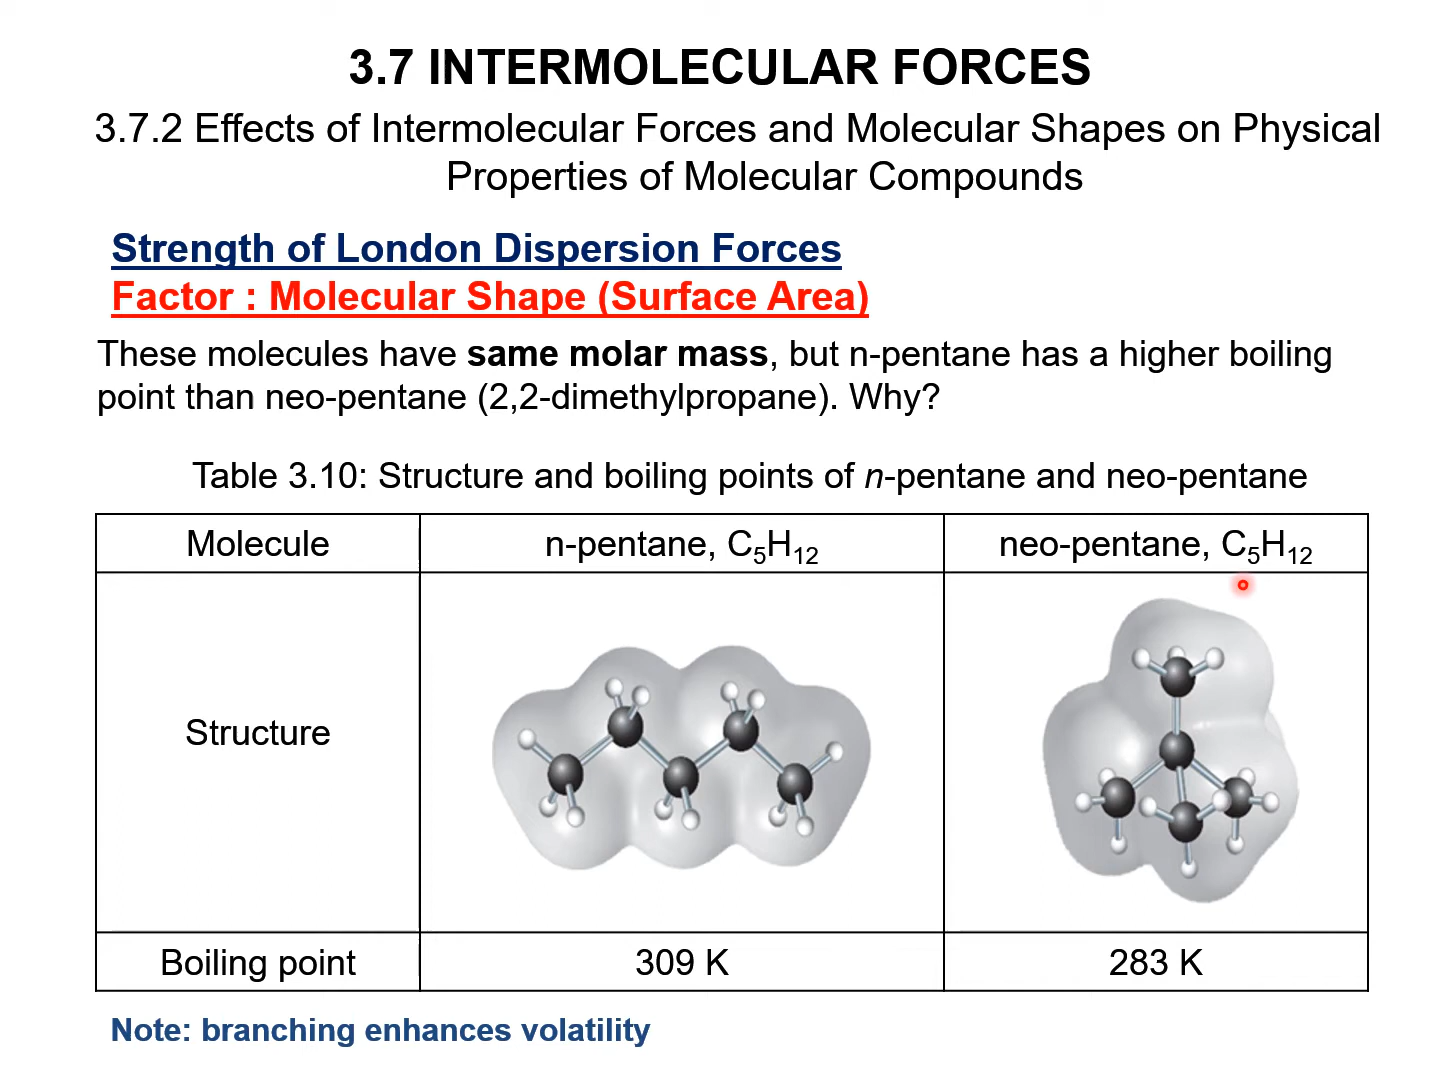 3.7 INTERMOLECULAR FORCES
3.7.2 Effects of Intermolecular Forces and Molecular Shapes on Physical
Properties of Molecular Compounds
Strength of London Dispersion Forces
Factor : Molecular Shape (Surface Area)
These molecules have same molar mass, but n-pentane has a higher boiling
point than neo-pentane (2,2-dimethylpropane). Why?
Table 3.10: Structure and boiling points of n-pentane and neo-pentane
Molecule
n-pentane, C₅H₁₂
neo-pentane, C₅H₁₂
Structure
Boiling point
309 K
283 K
Note: branching enhances volatility